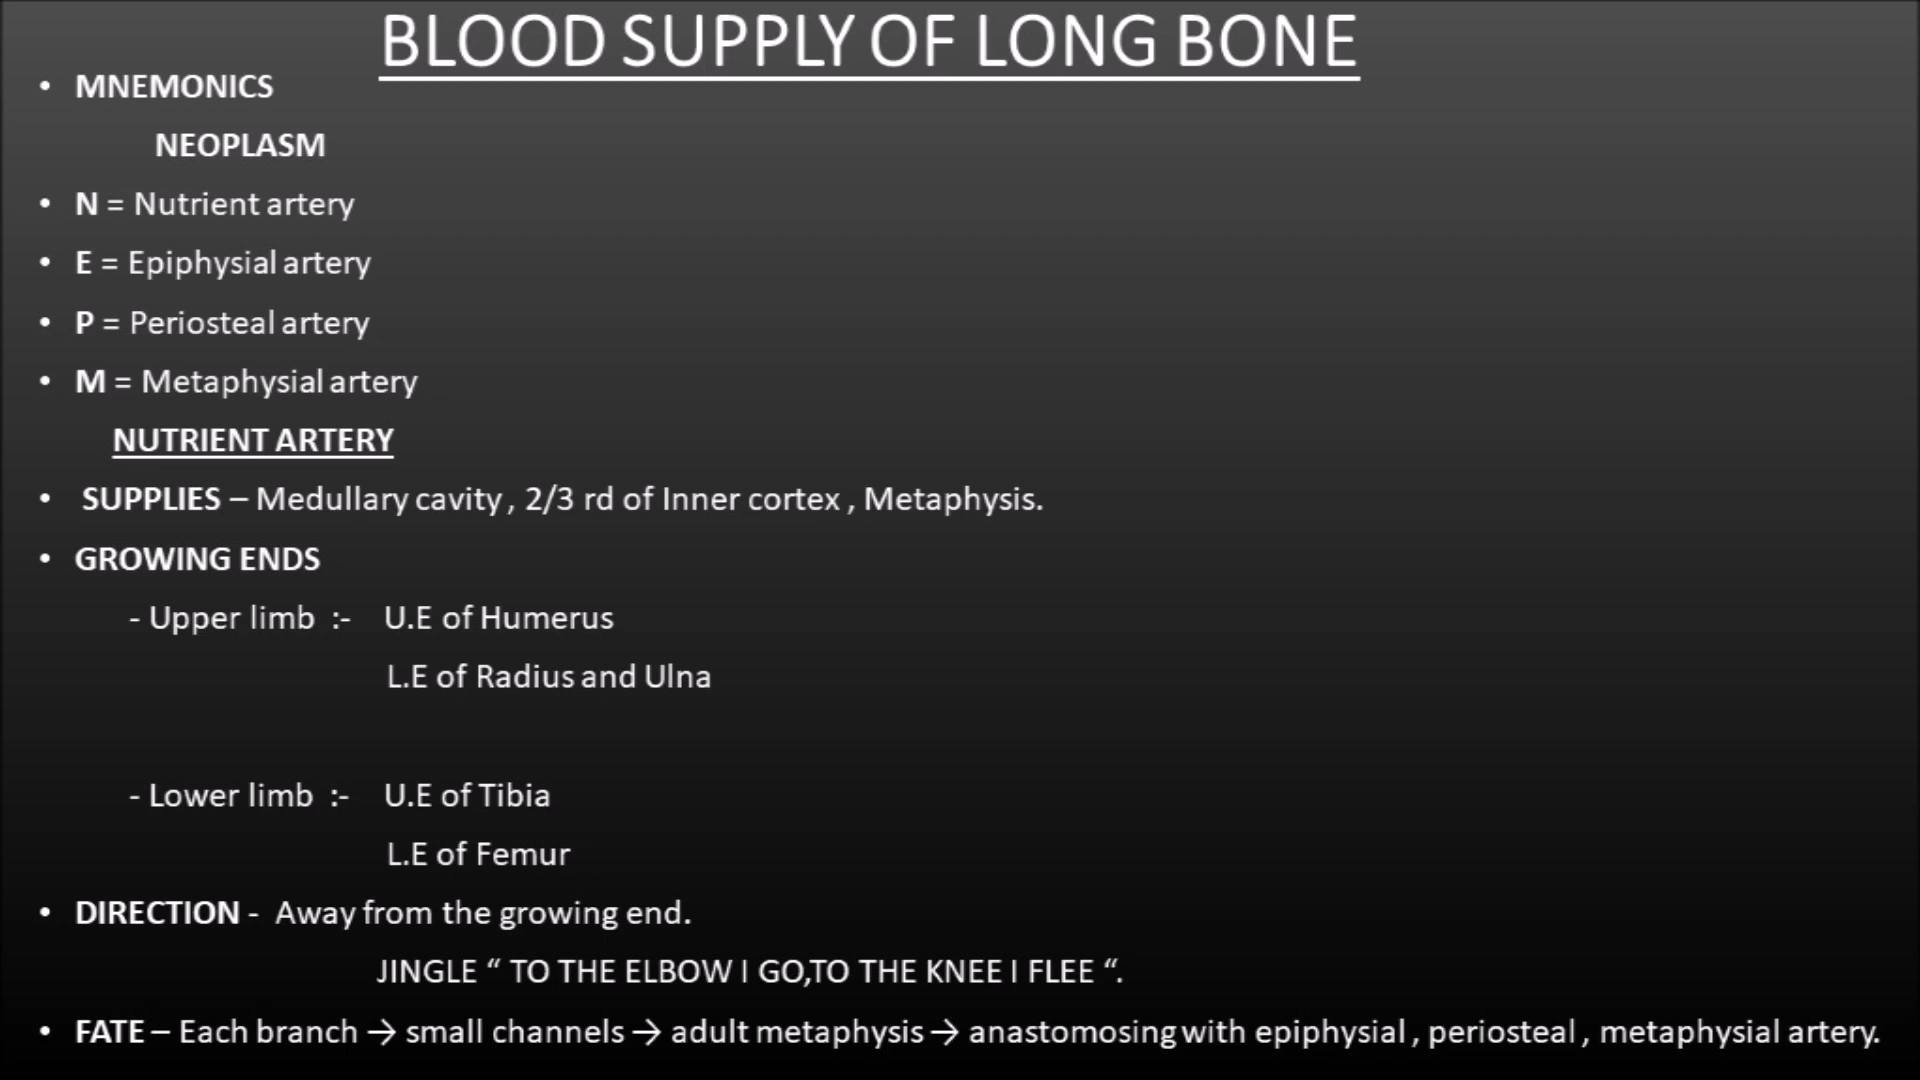 BLOOD SUPPLY OF LONG BONE
• MNEMONICS
NEOPLASM
• N = Nutrient artery
• E = Epiphysial artery
• P = Periosteal artery
• M = Metaphysial artery
NUTRIENT ARTERY
• SUPPLIES – Medullary cavity , 2/3 rd of Inner cortex , Metaphysis.
• GROWING ENDS
- Upper limb :- U.E of Humerus
L.E of Radius and Ulna
- Lower limb :- U.E of Tibia
L.E of Femur
• DIRECTION - Away from the growing end.
JINGLE “ TO THE ELBOW I GO,TO THE KNEE I FLEE “.
• FATE – Each branch → small channels → adult metaphysis → anastomosing with epiphysial , periosteal , metaphysial artery.